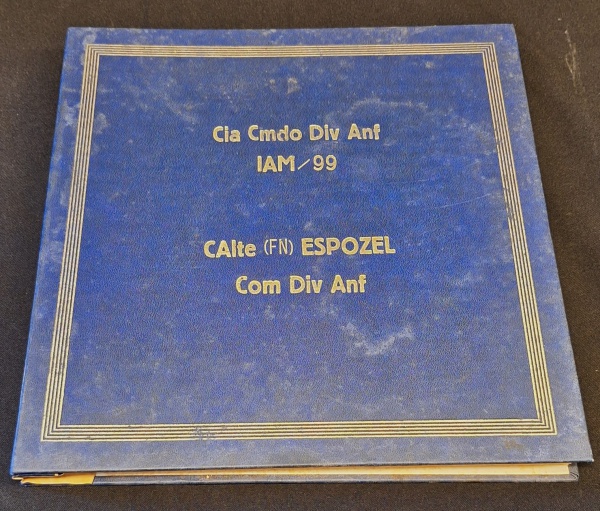 Cia Cmdo Div Anf
IAM/99
CAlte (FN) ESPOZEL
Com Div Anf